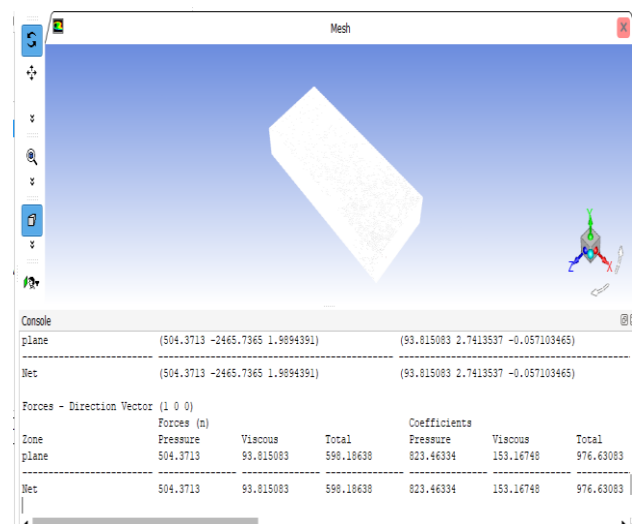 Mesh
Y
Z
X
Console
plane (504.3713 -2465.7365 1.9894391) (93.815083 2.7413537 -0.057103465)
---------------- ------------------------------ ------------------------------
Net (504.3713 -2465.7365 1.9894391) (93.815083 2.7413537 -0.057103465)
Forces - Direction Vector (1 0 0)
Forces (n) Coefficients
Zone Pressure Viscous Total Pressure Viscous Total
plane 504.3713 93.815083 598.18638 823.46334 153.16748 976.63083
---------------- -------------- -------------- -------------- -------------- -------------- --------------
Net 504.3713 93.815083 598.18638 823.46334 153.16748 976.63083